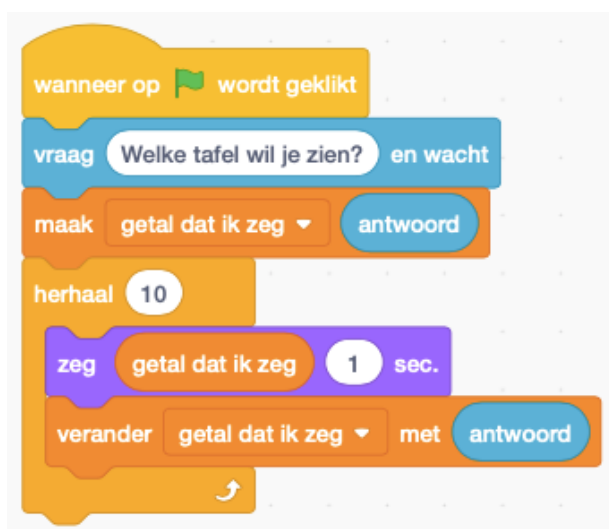 wanneer op wordt geklikt
vraag Welke tafel wil je zien? en wacht
maak getal dat ik zeg antwoord
herhaal 10
zeg getal dat ik zeg 1 sec.
verander getal dat ik zeg met antwoord